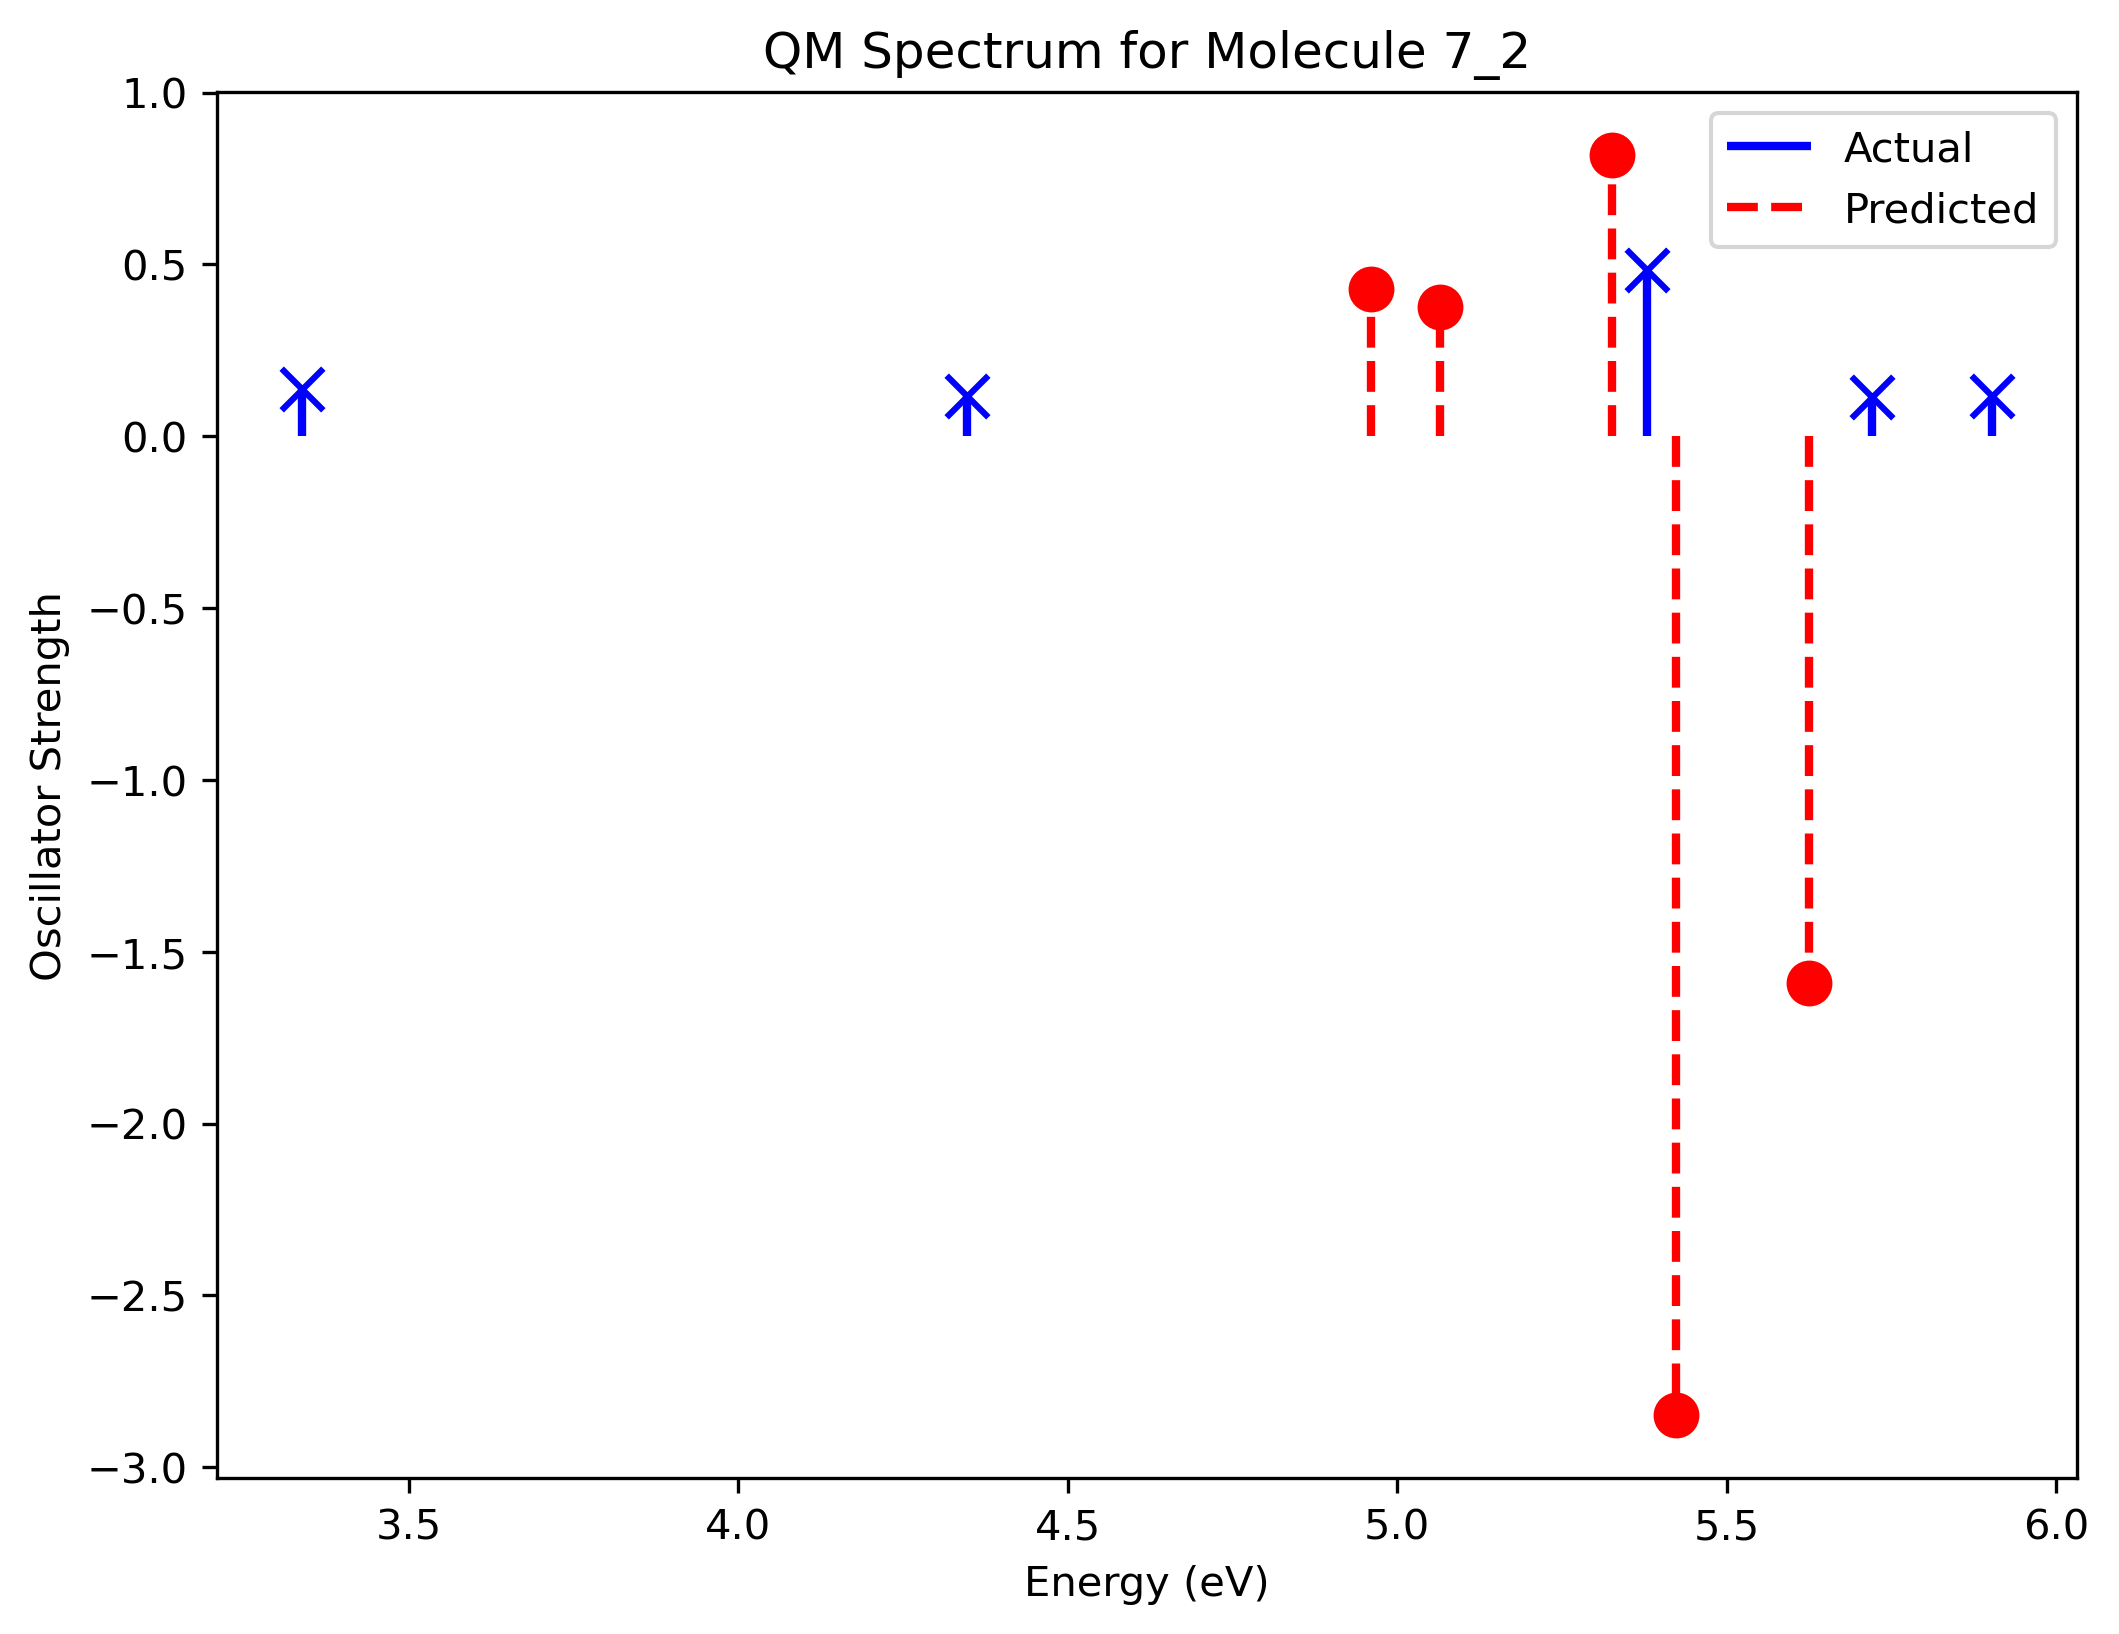 QM Spectrum for Molecule 7_2
Actual
Predicted
Oscillator Strength
1.0
0.5
0.0
−0.5
−1.0
−1.5
−2.0
−2.5
−3.0
3.5 4.0 4.5 5.0 5.5 6.0
Energy (eV)